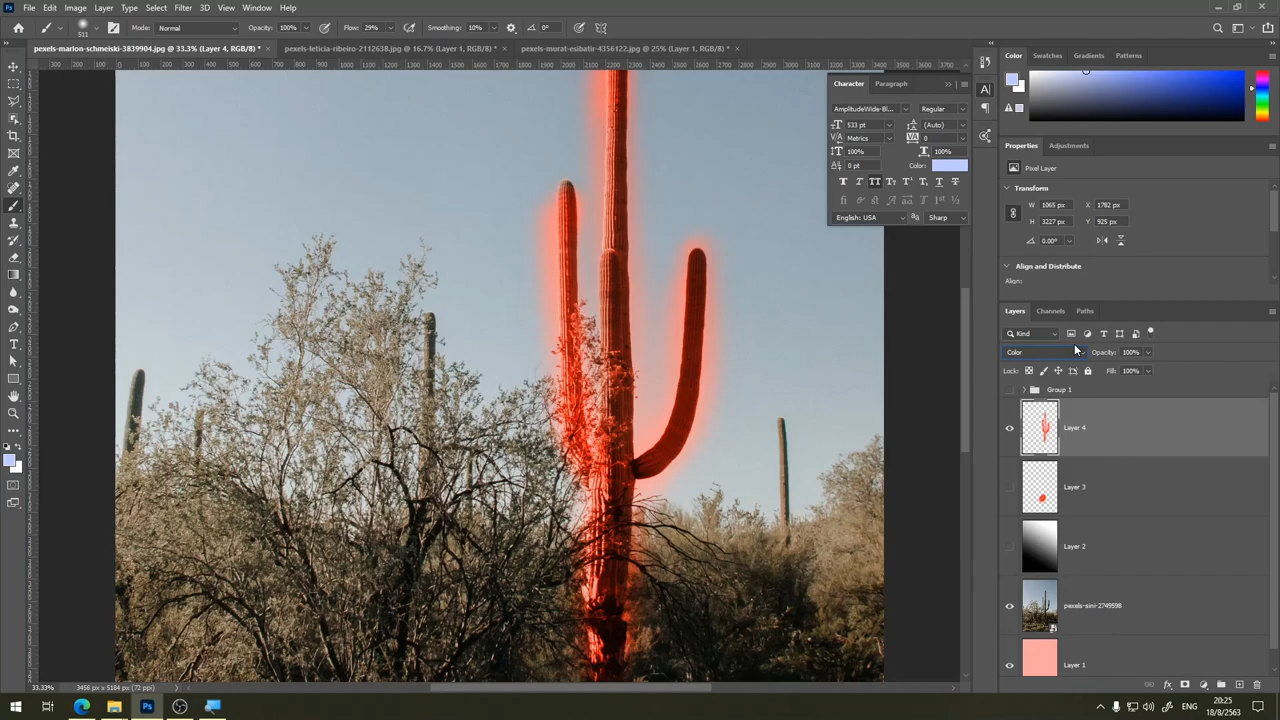 File Edit Image Layer Type Select Filter 3D View Window Help
511
Mode: Normal
Opacity: 100%
Flow: 29%
Smoothing: 10%
0°
pexels-marlon-schmeiski-3839904.jpg @ 33.3% (Layer 4, RGB/8) *
pexels-leticia-ribeiro-2112638.jpg @ 16.7% (Layer 1, RGB/8) *
pexels-murat-esibatir-4356122.jpg @ 25% (Layer 1, RGB/8) *
Color Swatches Gradients Patterns
Character Paragraph
AmplitudeWide-Bl... Regular
533 pt (Auto)
Metrics 0
100% 100%
0 pt Color:
English: USA Sharp
Properties Adjustments
Pixel Layer
Transform
W 1065 px X 1782 px
H 3227 px Y 925 px
0.00°
Align and Distribute
Align:
Layers Channels Paths
Kind
Color Opacity: 100%
Lock: Fill: 100%
Group 1
Layer 4
Layer 3
Layer 2
pexels-sini-2749598
Layer 1
33.33% 3456 px x 5184 px (72 ppi)
ENG
20:25
18/8/2563